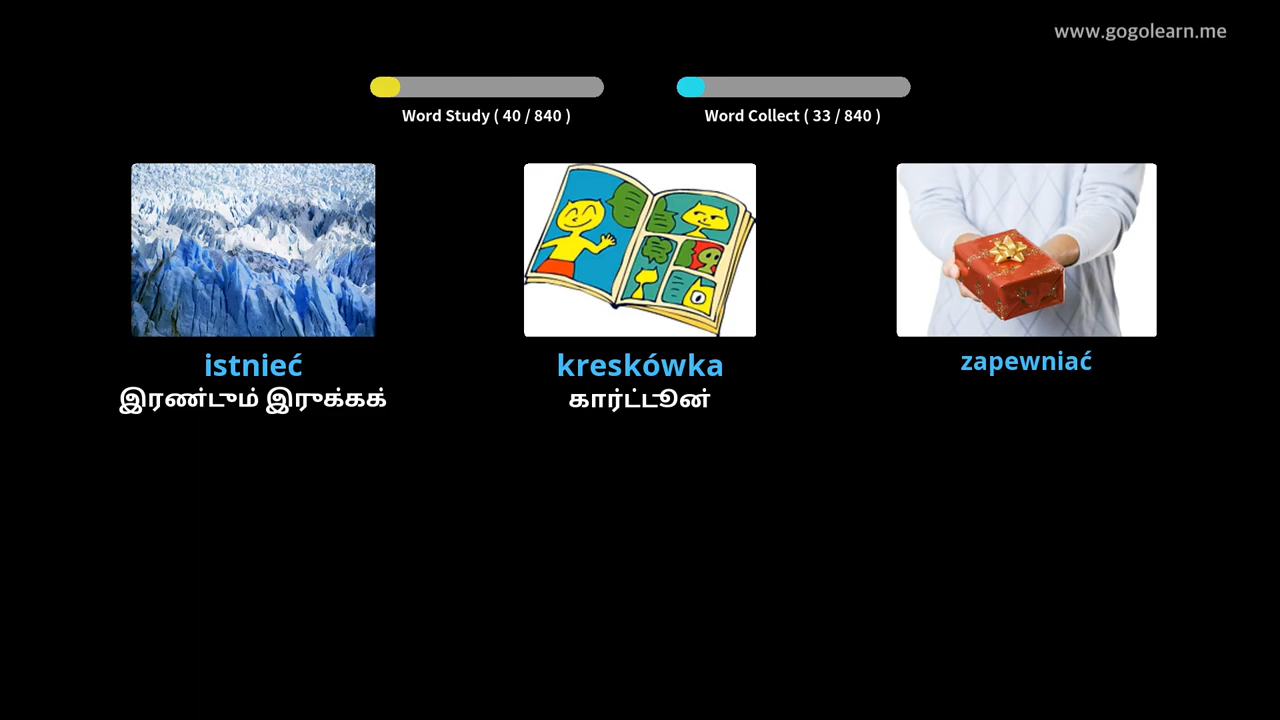 www.gogolearn.me
Word Study ( 40 / 840 )
Word Collect ( 33 / 840 )
istnieć
இரண்டும் இருக்கக்
kreskówka
கார்ட்டூன்
zapewniać